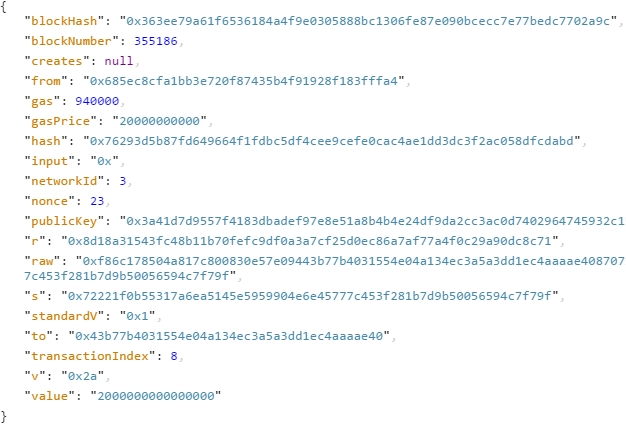 {
"blockHash": "0x363ee79a61f6536184a4f9e0305888bc1306fe87e090bcecc7e77bedc7702a9c",
"blockNumber": 355186,
"creates": null,
"from": "0x685ec8cfa1bb3e720f87435b4f91928f183fffa4",
"gas": 940000,
"gasPrice": "20000000000",
"hash": "0x76293d5b87fd649664f1fdbc5df4cee9cefe0cac4ae1dd3dc3f2ac058dfcdabd",
"input": "0x",
"networkId": 3,
"nonce": 23,
"publicKey": "0x3a41d7d9557f4183dbadef97e8e51a8b4b4e24df9da2cc3ac0d7402964745932c1
"r": "0x8d18a31543fc48b11b70fefc9df0a3a7cf25d0ec86a7af77a4f0c29a90dc8c71",
"raw": "0xf86c178504a817c800830e57e09443b77b4031554e04a134ec3a5a3dd1ec4aaaae408707
7c453f281b7d9b50056594c7f79f",
"s": "0x72221f0b55317a6ea5145e5959904e6e45777c453f281b7d9b50056594c7f79f",
"standardV": "0x1",
"to": "0x43b77b4031554e04a134ec3a5a3dd1ec4aaaae40",
"transactionIndex": 8,
"v": "0x2a",
"value": "2000000000000000"
}